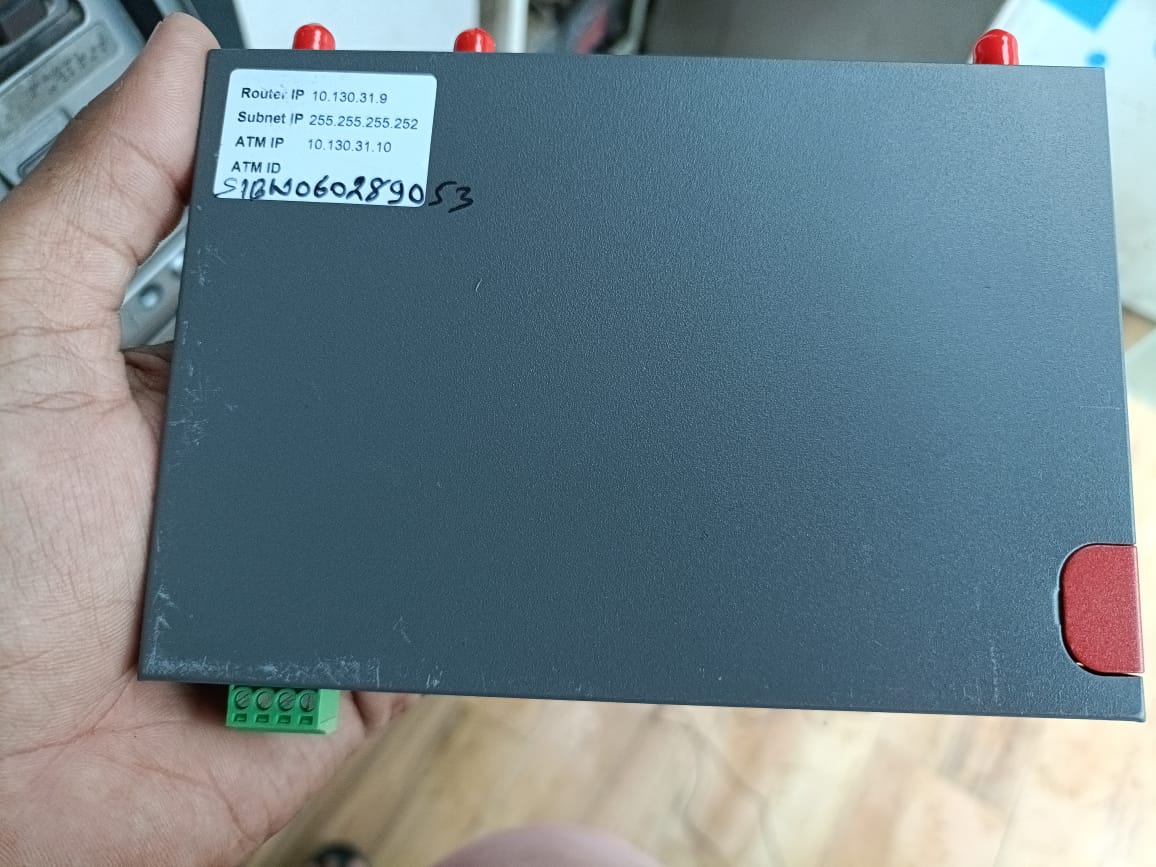 Router IP 10.130.31.9
Subnet IP 255.255.255.252
ATM IP 10.130.31.10
ATM ID
S1BW060289053